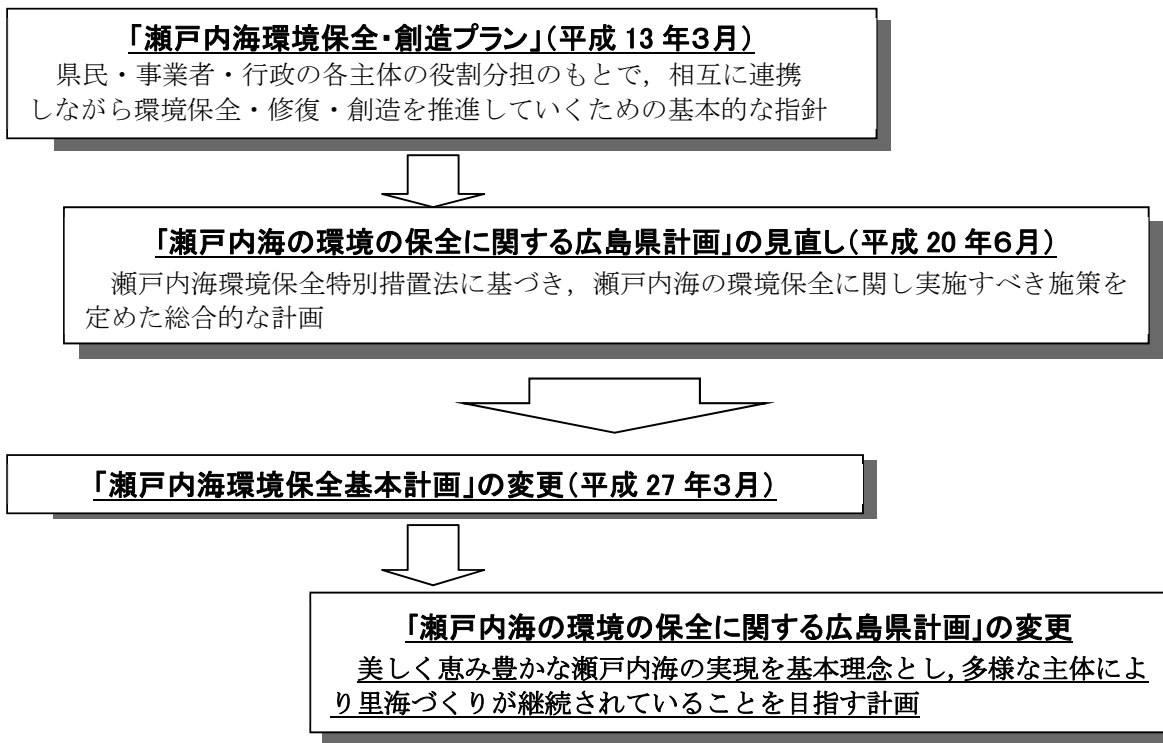 「瀬戸内海環境保全・創造プラン」（平成 13 年３月）
県民・事業者・行政の各主体の役割分担のもとで，相互に連携
しながら環境保全・修復・創造を推進していくための基本的な指針
「瀬戸内海の環境の保全に関する広島県計画」の見直し（平成 20 年６月）
瀬戸内海環境保全特別措置法に基づき，瀬戸内海の環境保全に関し実施すべき施策を
定めた総合的な計画
「瀬戸内海環境保全基本計画」の変更（平成 27 年３月）
「瀬戸内海の環境の保全に関する広島県計画」の変更
美しく恵み豊かな瀬戸内海の実現を基本理念とし，多様な主体によ
り里海づくりが継続されていることを目指す計画